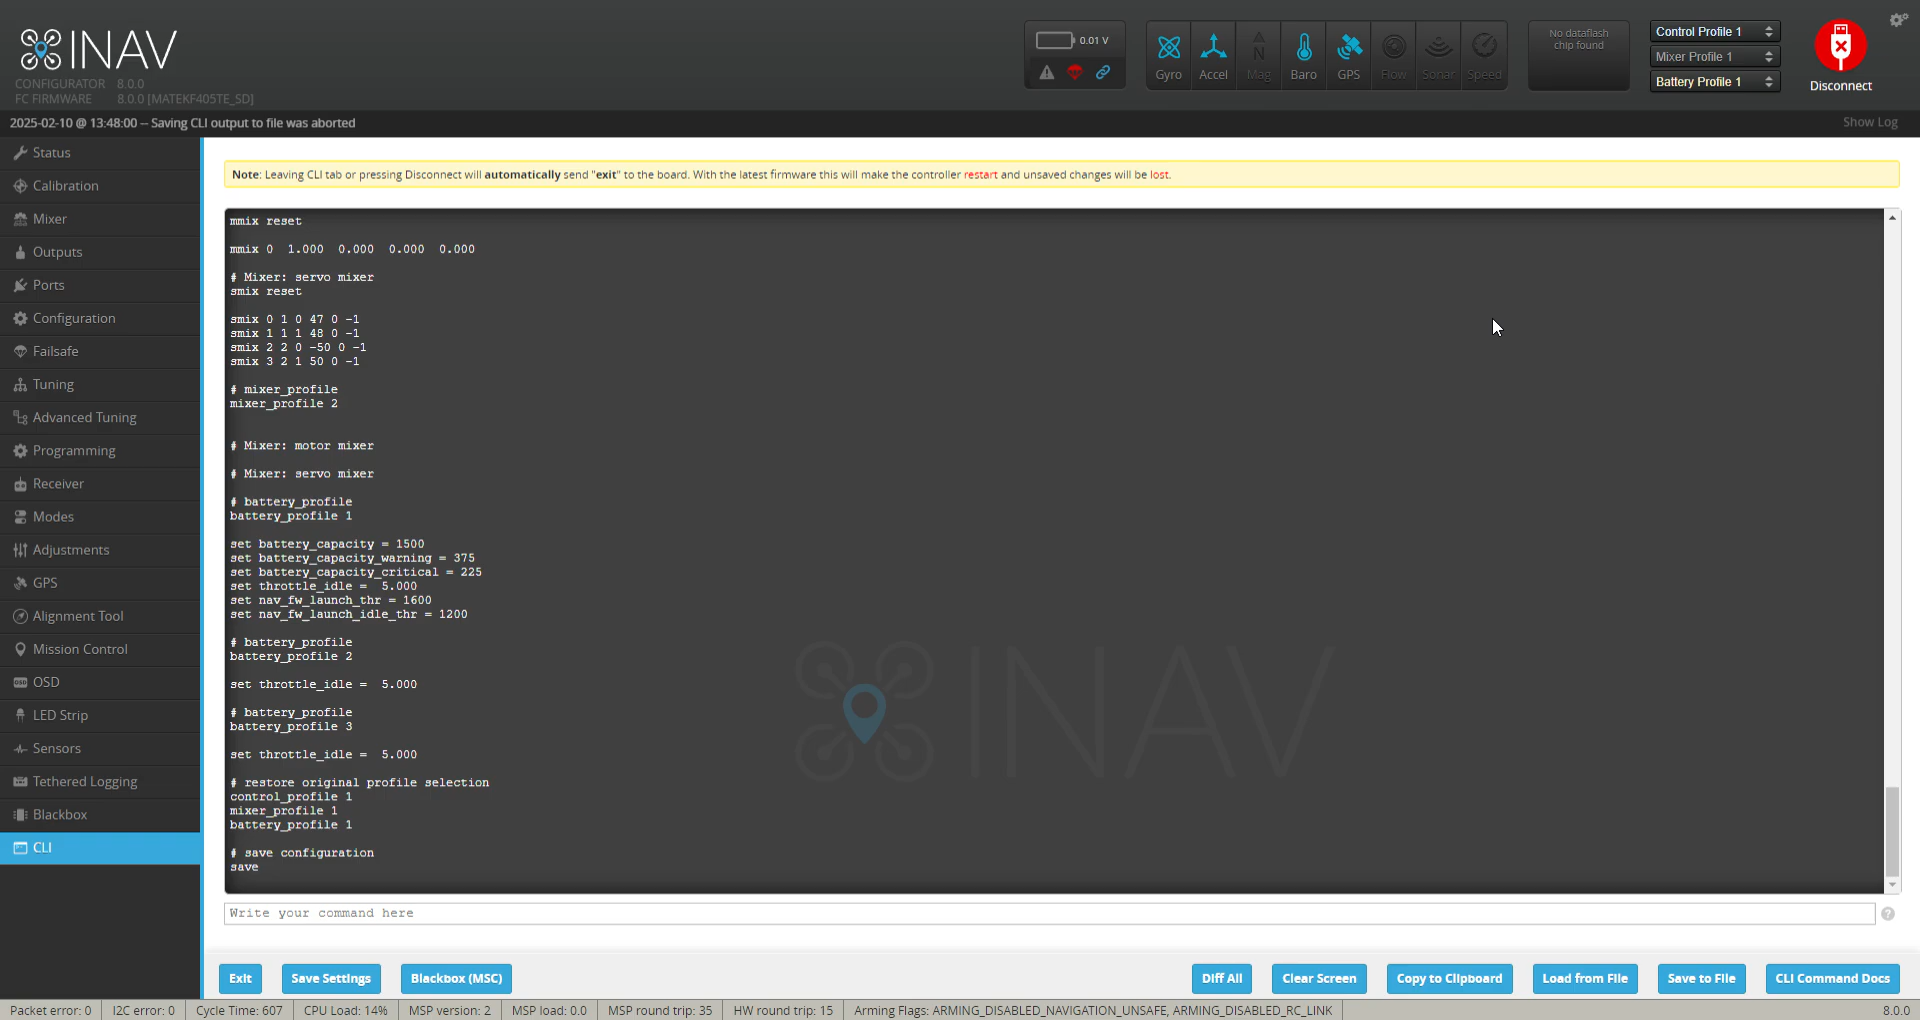 INAV
CONFIGURATOR 8.0.0
FC FIRMWARE 8.0.0 [MATEKF405TE_SD]
0.01 V
Gyro
Accel
Mag
Baro
GPS
Flow
Sonar
Speed
No dataflash
chip found
Control Profile 1
Mixer Profile 1
Battery Profile 1
Disconnect
2025-02-10 @ 13:48:00 -- Saving CLI output to file was aborted
Show Log
Status
Calibration
Mixer
Outputs
Ports
Configuration
Failsafe
Tuning
Advanced Tuning
Programming
Receiver
Modes
Adjustments
GPS
Alignment Tool
Mission Control
OSD
LED Strip
Sensors
Tethered Logging
Blackbox
CLI
Note: Leaving CLI tab or pressing Disconnect will automatically send "exit" to the board. With the latest firmware this will make the controller restart and unsaved changes will be lost.
mmix reset
mmix 0 1.000 0.000 0.000 0.000
# Mixer: servo mixer
smix reset
smix 0 1 0 47 0 -1
smix 1 1 1 48 0 -1
smix 2 2 0 -50 0 -1
smix 3 2 1 50 0 -1
# mixer_profile
mixer_profile 2
# Mixer: motor mixer
# Mixer: servo mixer
# battery_profile
battery_profile 1
set battery_capacity = 1500
set battery_capacity_warning = 375
set battery_capacity_critical = 225
set throttle_idle = 5.000
set nav_fw_launch_thr = 1600
set nav_fw_launch_idle_thr = 1200
# battery_profile
battery_profile 2
set throttle_idle = 5.000
# battery_profile
battery_profile 3
set throttle_idle = 5.000
# restore original profile selection
control_profile 1
mixer_profile 1
battery_profile 1
# save configuration
save
INAV
Write your command here
?
Exit
Save Settings
Blackbox (MSC)
Diff All
Clear Screen
Copy to Clipboard
Load from File
Save to File
CLI Command Docs
Packet error: 0
I2C error: 0
Cycle Time: 607
CPU Load: 14%
MSP version: 2
MSP load: 0.0
MSP round trip: 35
HW round trip: 15
Arming Flags: ARMING_DISABLED_NAVIGATION_UNSAFE, ARMING_DISABLED_RC_LINK
8.0.0